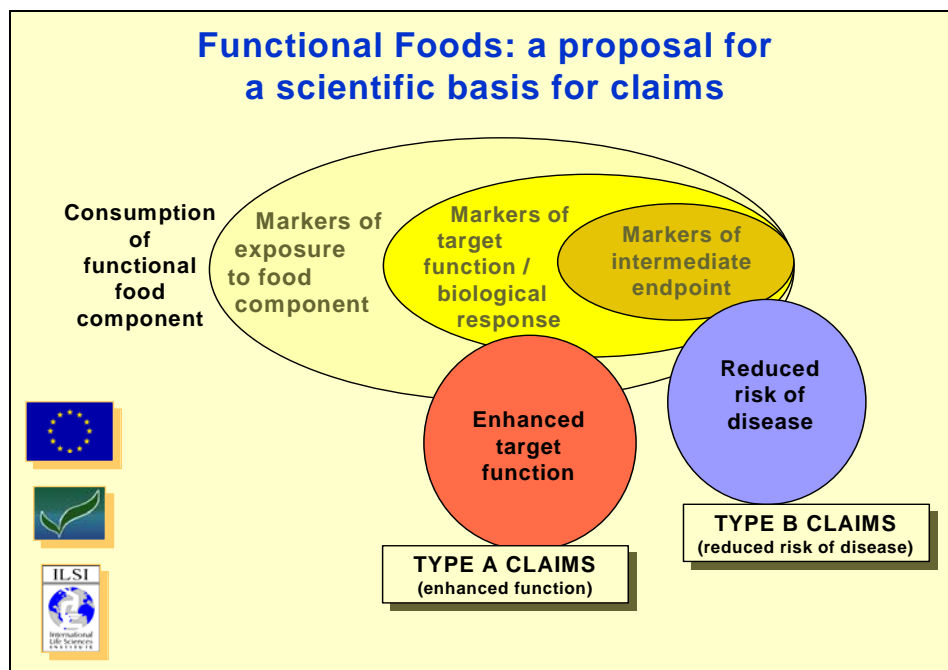 Functional Foods: a proposal for
a scientific basis for claims
Consumption
of
functional
food
component
Markers of
exposure
to food
component
Markers of
target
function /
biological
response
Markers of
intermediate
endpoint
Enhanced
target
function
Reduced
risk of
disease
TYPE A CLAIMS
(enhanced function)
TYPE B CLAIMS
(reduced risk of disease)
ILSI
International
Life Sciences
INSTITUTE